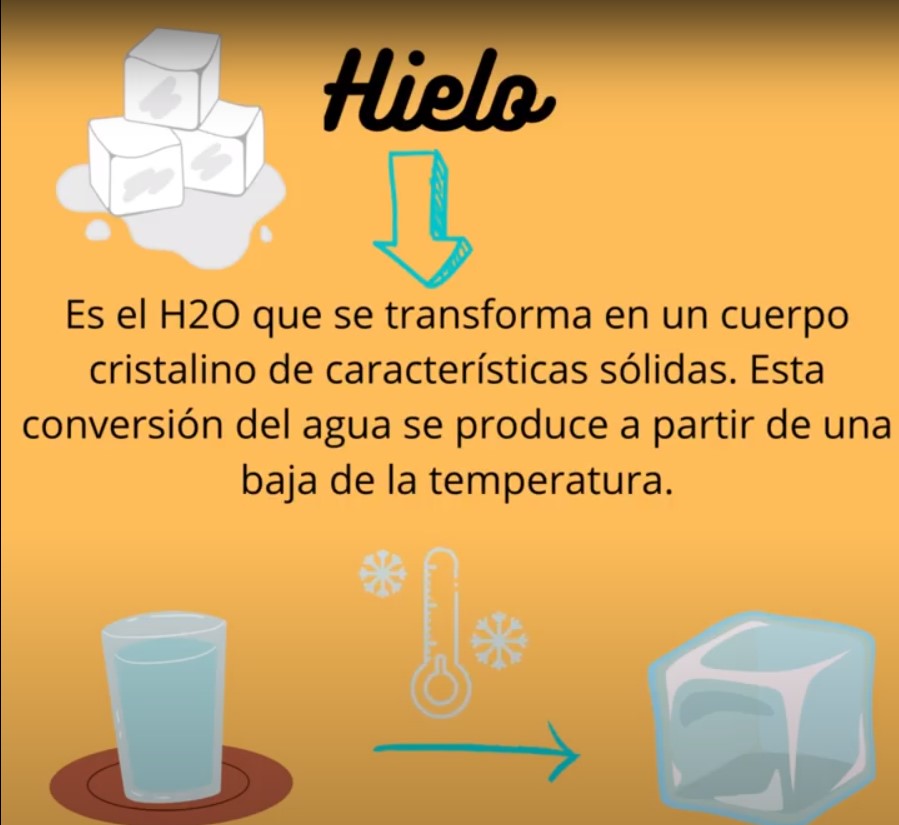 Hielo
Es el H2O que se transforma en un cuerpo
cristalino de características sólidas. Esta
conversión del agua se produce a partir de una
baja de la temperatura.